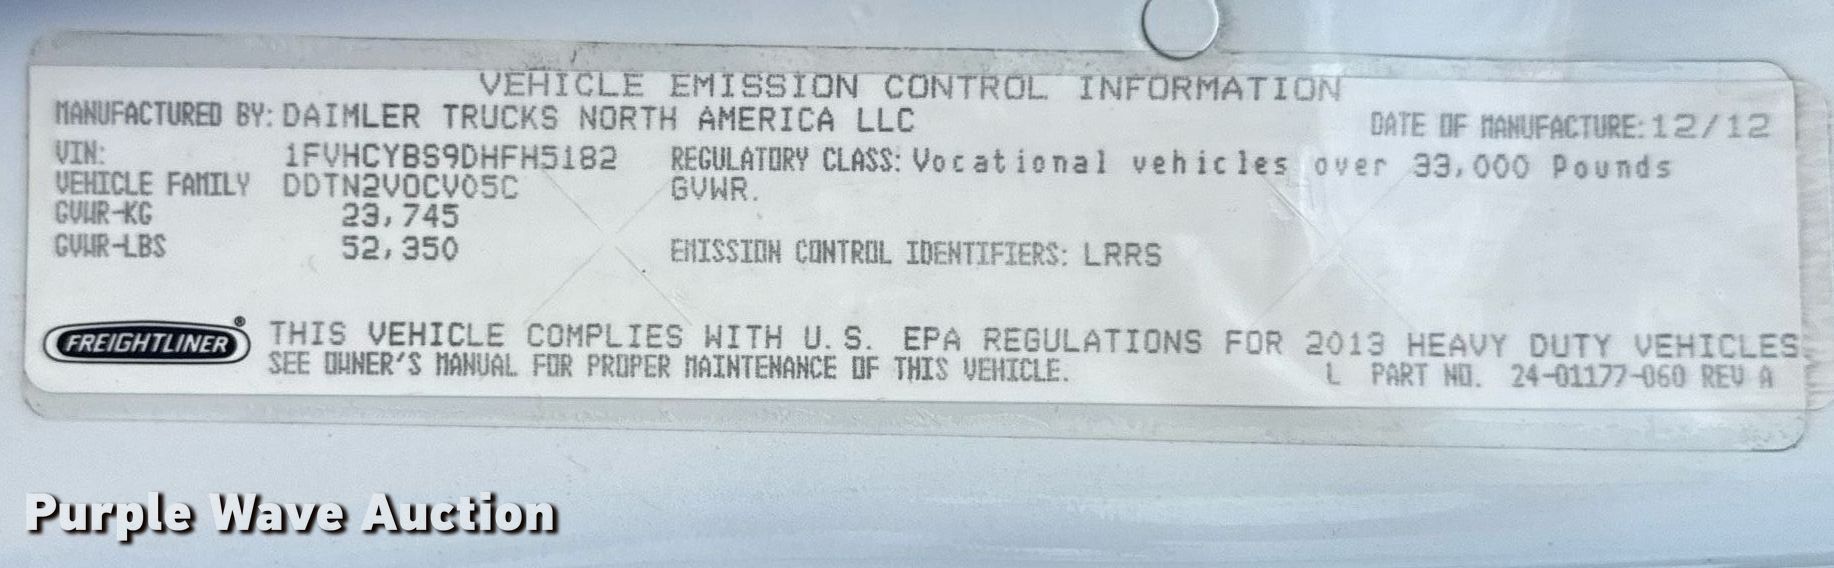 VEHICLE EMISSION CONTROL INFORMATION
MANUFACTURED BY: DAIMLER TRUCKS NORTH AMERICA LLC DATE OF MANUFACTURE: 12/12
VIN: 1FVHCYBS9DHFH5182 REGULATORY CLASS: Vocational vehicles over 33,000 Pounds
VEHICLE FAMILY DDTN2VOCV05C GVWR.
GVWR-KG 23,745
GVWR-LBS 52,350 EMISSION CONTROL IDENTIFIERS: LRRS
FREIGHTLINER® THIS VEHICLE COMPLIES WITH U.S. EPA REGULATIONS FOR 2013 HEAVY DUTY VEHICLES
SEE OWNER'S MANUAL FOR PROPER MAINTENANCE OF THIS VEHICLE. L PART NO. 24-01177-060 REV A
Purple Wave Auction